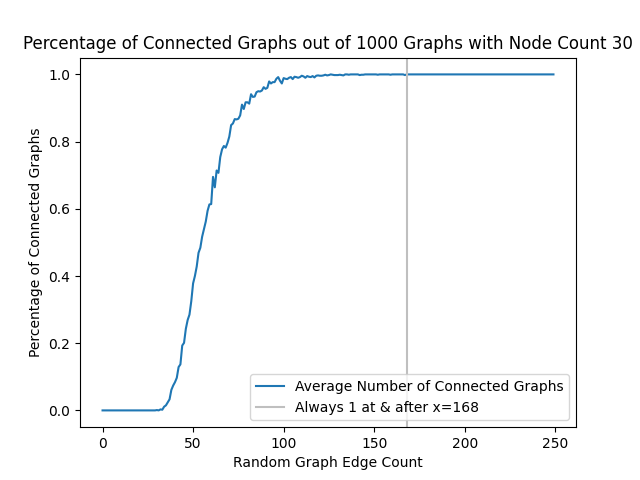 Percentage of Connected Graphs out of 1000 Graphs with Node Count 30
Percentage of Connected Graphs
1.0
0.8
0.6
0.4
0.2
0.0
Average Number of Connected Graphs
Always 1 at & after x=168
0 50 100 150 200 250
Random Graph Edge Count